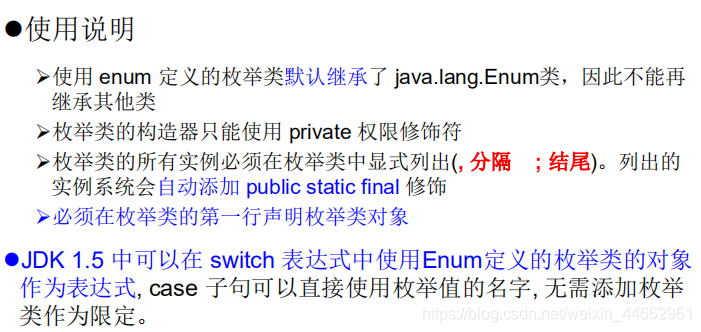 ●使用说明
➢使用 enum 定义的枚举类默认继承了 java.lang.Enum类，因此不能再
继承其他类
➢枚举类的构造器只能使用 private 权限修饰符
➢枚举类的所有实例必须在枚举类中显式列出(, 分隔 ; 结尾)。列出的
实例系统会自动添加 public static final 修饰
➢必须在枚举类的第一行声明枚举类对象
●JDK 1.5 中可以在 switch 表达式中使用Enum定义的枚举类的对象
作为表达式, case 子句可以直接使用枚举值的名字, 无需添加枚举
类作为限定。
https://blog.csdn.net/weixin_44662961